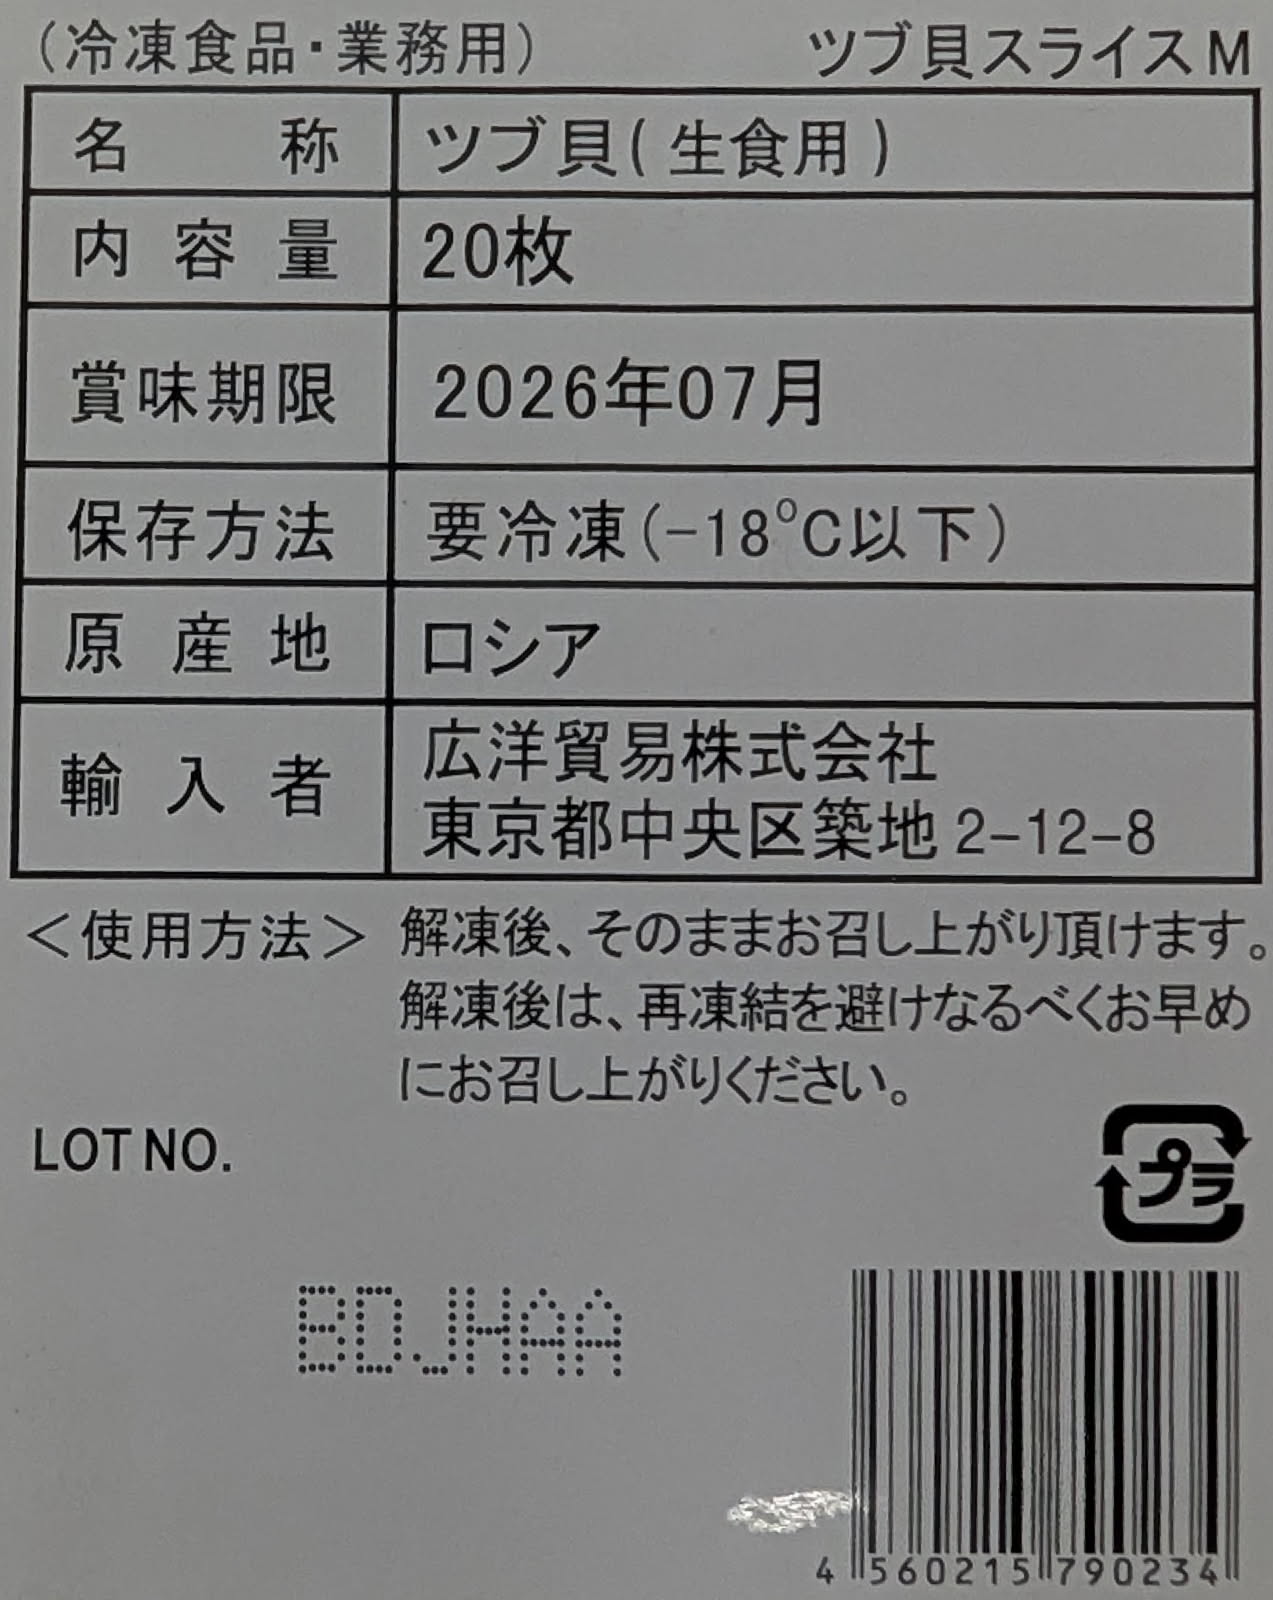 (冷凍食品・業務用) ツブ貝スライスM
名称 ツブ貝(生食用)
内容量 20枚
賞味期限 2026年07月
保存方法 要冷凍(-18℃以下)
原産地 ロシア
輸入者 広洋貿易株式会社
東京都中央区築地2-12-8
<使用方法> 解凍後、そのままお召し上がり頂けます。
解凍後は、再凍結を避けなるべくお早め
にお召し上がりください。
LOT NO.
プラ
BDJHAA
4 560215 790234